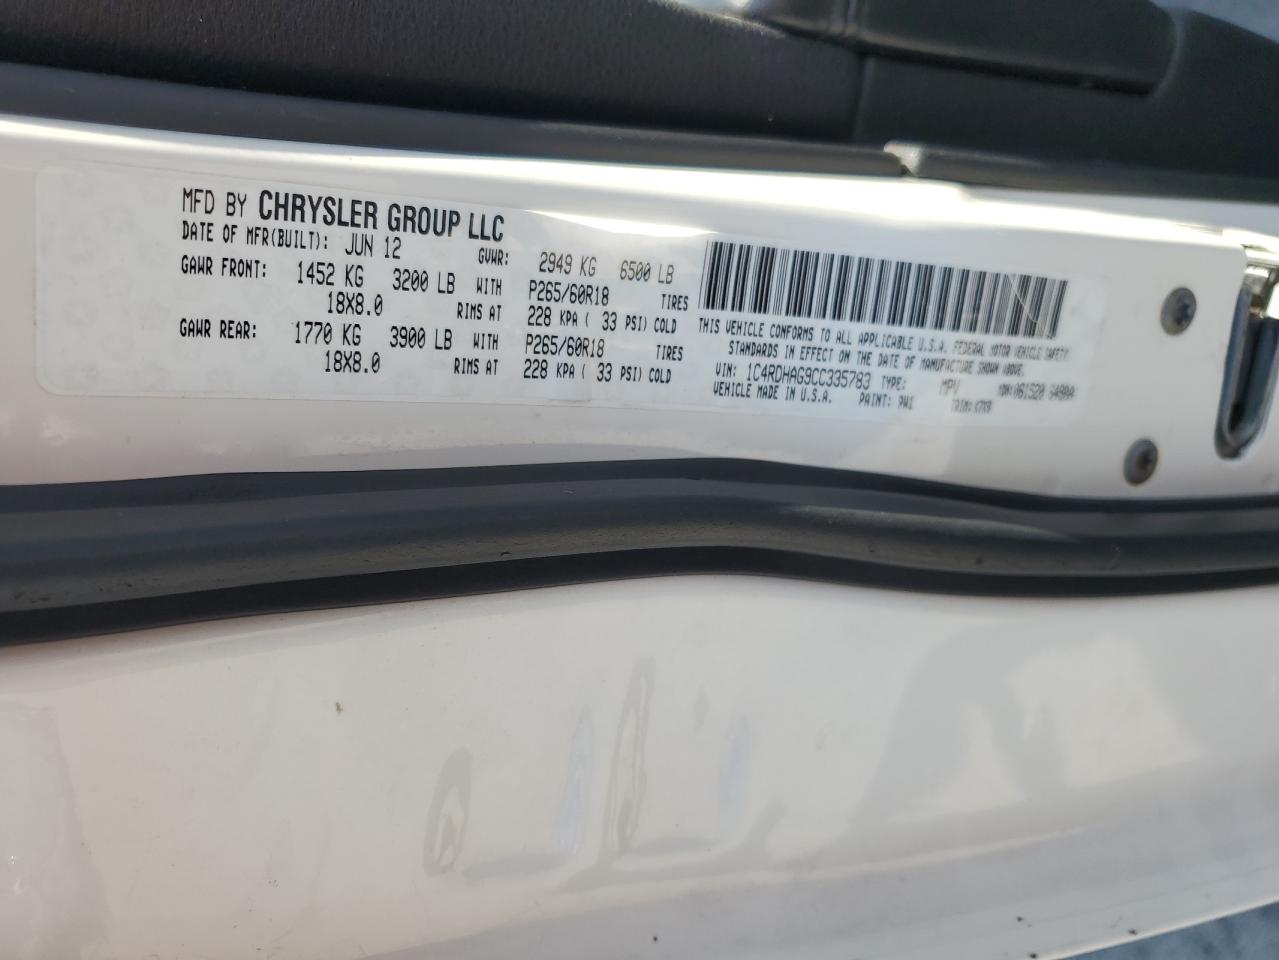 MFD BY CHRYSLER GROUP LLC
DATE OF MFR(BUILT): JUN 12 GVWR: 2949 KG 6500 LB
GAWR FRONT: 1452 KG 3200 LB WITH P265/60R18 TIRES
18X8.0 RIMS AT 228 KPA ( 33 PSI) COLD
GAWR REAR: 1770 KG 3900 LB WITH P265/60R18 TIRES
18X8.0 RIMS AT 228 KPA ( 33 PSI) COLD
THIS VEHICLE CONFORMS TO ALL APPLICABLE U.S.A. FEDERAL MOTOR VEHICLE SAFETY
STANDARDS IN EFFECT ON THE DATE OF MANUFACTURE SHOWN ABOVE.
VIN: 1C4RDHAG9CC335783 TYPE: MPV
VEHICLE MADE IN U.S.A. PAINT: PW1 TRIM: